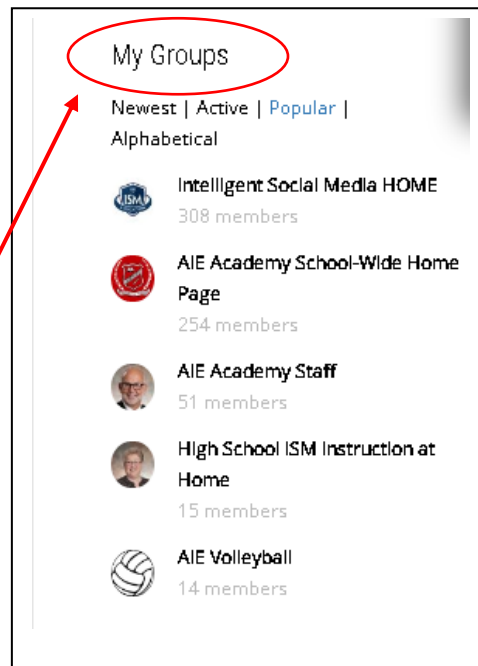 My Groups
Newest | Active | Popular |
Alphabetical
ISM
Intelligent Social Media HOME
308 members
AIE Academy School-Wide Home
Page
254 members
AIE Academy Staff
51 members
High School ISM Instruction at
Home
15 members
AIE Volleyball
14 members